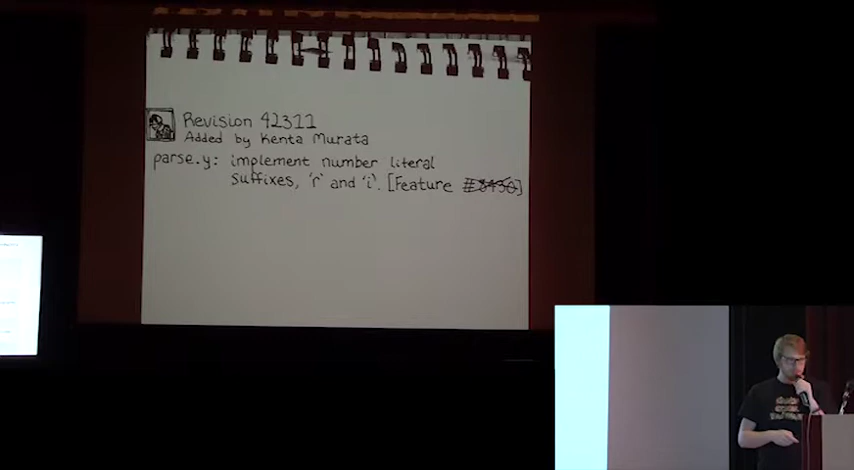 Revision 42311
Added by Kenta Murata
parse.y: implement number literal
suffixes, 'r' and 'i'. [Feature #8430]